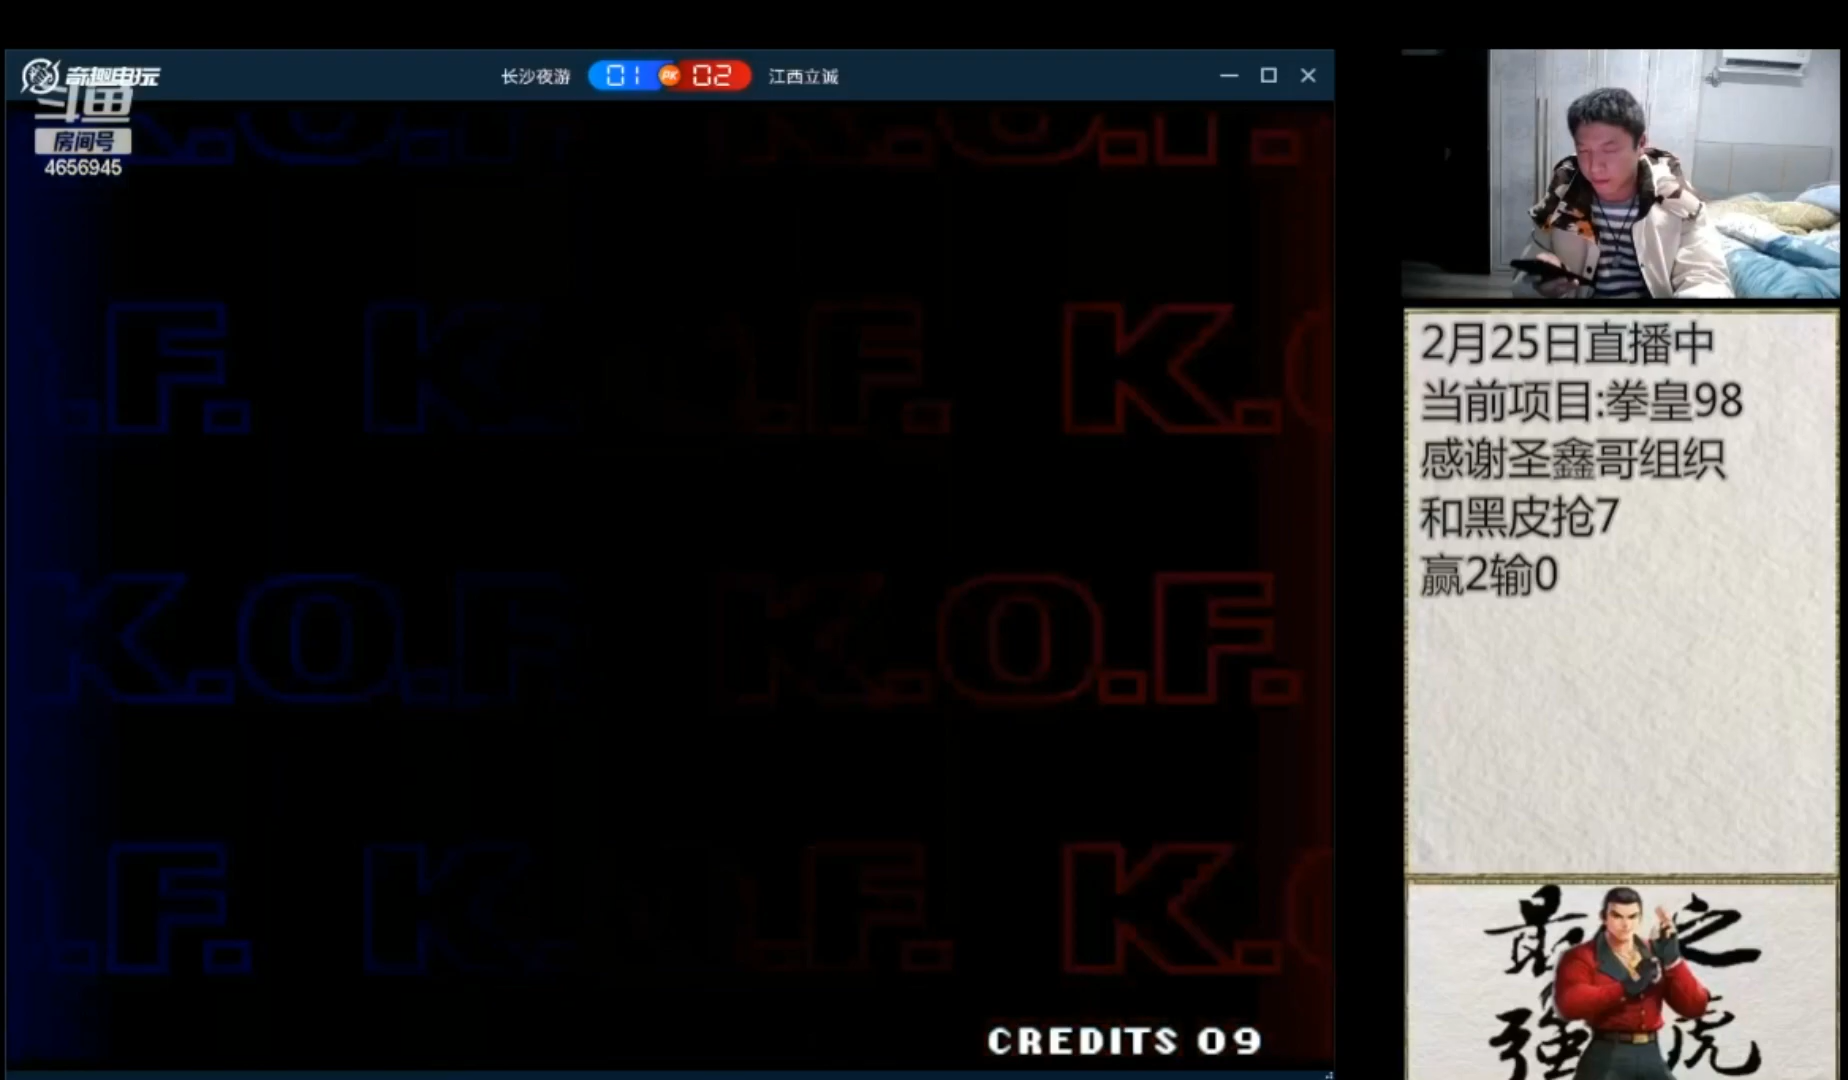 奇趣电玩
长沙夜游 01 PK 02 江西立诚
斗鱼
房间号
4656945
K.O.F. K.O.F.
.F. K.O.F. K.O
K.O.F. K.O.F.
.F. K.O.F. K.O
CREDITS 09
2月25日直播中
当前项目:拳皇98
感谢圣鑫哥组织
和黑皮抢7
赢2输0
最 之
强 虎